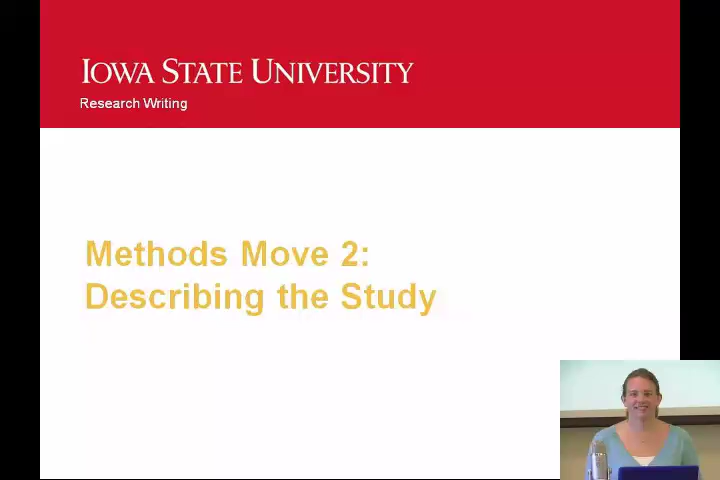 IOWA STATE UNIVERSITY
Research Writing
Methods Move 2:
Describing the Study